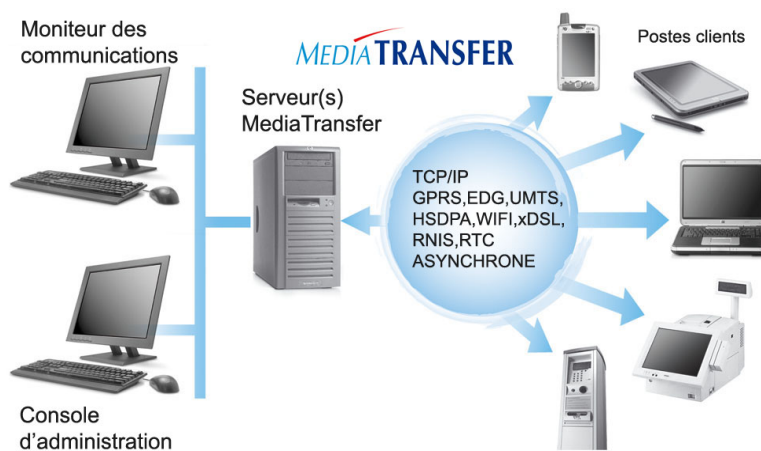 Moniteur des
communications
MEDIATRANSFER
Postes clients
Serveur(s)
MediaTransfer
TCP/IP
GPRS,EDG,UMTS,
HSDPA,WIFI,xDSL,
RNIS,RTC
ASYNCHRONE
Console
d'administration